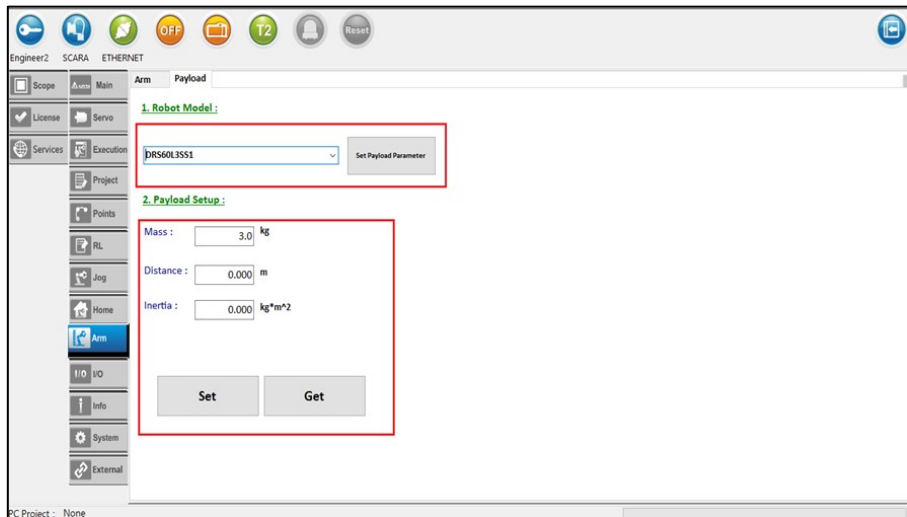 OFF
T2
Reset
Engineer2 SCARA ETHERNET
Scope
License
Services
Main
Servo
Execution
Project
Points
RL
Jog
Home
Arm
I/O I/O
Info
System
External
Arm Payload
1. Robot Model :
DRS60L3SS1
Set Payload Parameter
2. Payload Setup :
Mass : 3.0 kg
Distance : 0.000 m
Inertia : 0.000 kg*m^2
Set Get
PC Project : None